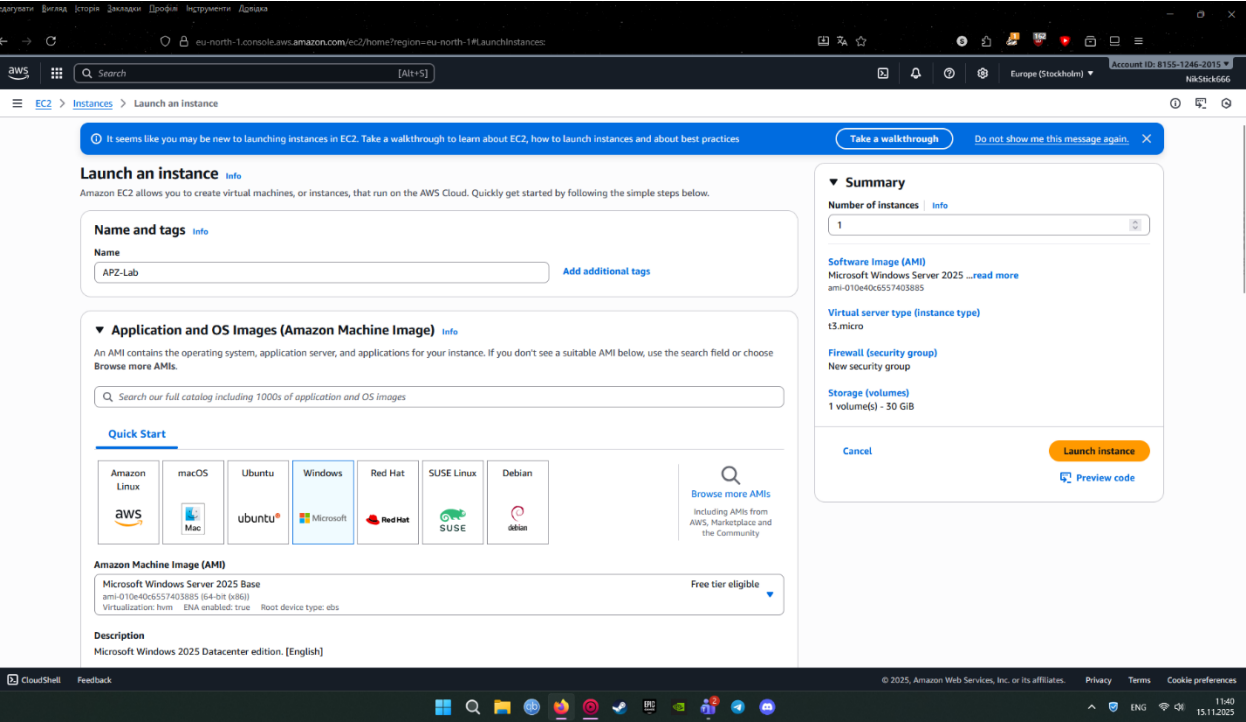 едагувати Вигляд Історія Закладки Профілі Інструменти Довідка
eu-north-1.console.aws.amazon.com/ec2/home?region=eu-north-1#LaunchInstances:
1
162
aws
Search
[Alt+S]
Europe (Stockholm)
Account ID: 8155-1246-2015
NikStick666
EC2 > Instances > Launch an instance
It seems like you may be new to launching instances in EC2. Take a walkthrough to learn about EC2, how to launch instances and about best practices
Take a walkthrough
Do not show me this message again.
Launch an instance Info
Amazon EC2 allows you to create virtual machines, or instances, that run on the AWS Cloud. Quickly get started by following the simple steps below.
Name and tags Info
Name
APZ-Lab
Add additional tags
Application and OS Images (Amazon Machine Image) Info
An AMI contains the operating system, application server, and applications for your instance. If you don't see a suitable AMI below, use the search field or choose
Browse more AMIs.
Search our full catalog including 1000s of application and OS images
Quick Start
Amazon
Linux
aws
macOS
Mac
Ubuntu
ubuntu
Windows
Microsoft
Red Hat
Red Hat
SUSE Linux
SUSE
Debian
debian
Browse more AMIs
Including AMIs from
AWS, Marketplace and
the Community
Amazon Machine Image (AMI)
Microsoft Windows Server 2025 Base
Free tier eligible
ami-010e40c6557403885 (64-bit (x86))
Virtualization: hvm ENA enabled: true Root device type: ebs
Description
Microsoft Windows 2025 Datacenter edition. [English]
Summary
Number of instances Info
1
Software Image (AMI)
Microsoft Windows Server 2025 ...read more
ami-010e40c6557403885
Virtual server type (instance type)
t3.micro
Firewall (security group)
New security group
Storage (volumes)
1 volume(s) - 30 GiB
Cancel
Launch instance
Preview code
CloudShell Feedback
© 2025, Amazon Web Services, Inc. or its affiliates. Privacy Terms Cookie preferences
qb
EPIC
2
ENG
11:40
15.11.2025